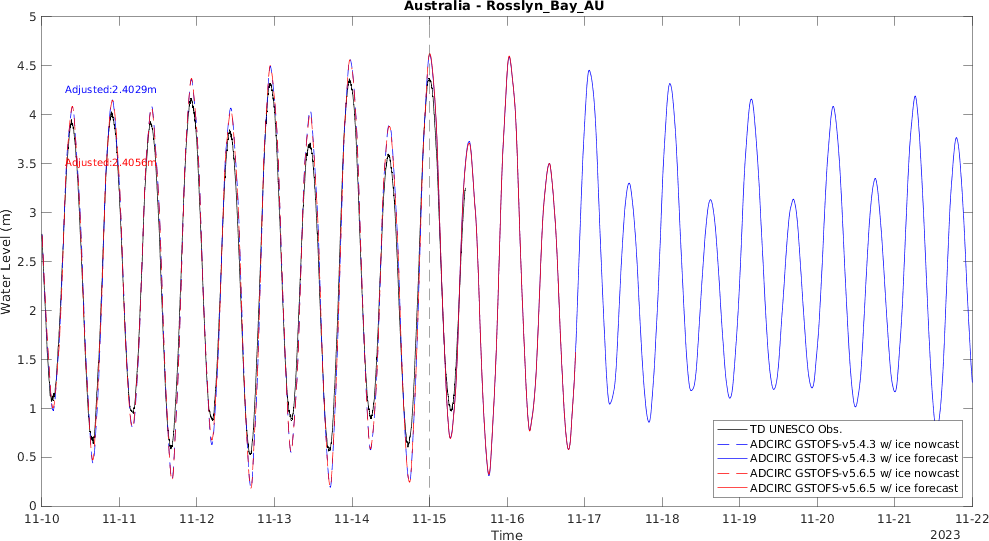 Australia - Rosslyn_Bay_AU
5
4.5
4
3.5
3
2.5
2
1.5
1
0.5
0
Water Level (m)
Adjusted:2.4029m
Adjusted:2.4056m
TD UNESCO Obs.
ADCIRC GSTOFS-v5.4.3 w/ ice nowcast
ADCIRC GSTOFS-v5.4.3 w/ ice forecast
ADCIRC GSTOFS-v5.6.5 w/ ice nowcast
ADCIRC GSTOFS-v5.6.5 w/ ice forecast
11-10 11-11 11-12 11-13 11-14 11-15 11-16 11-17 11-18 11-19 11-20 11-21 11-22
Time
2023